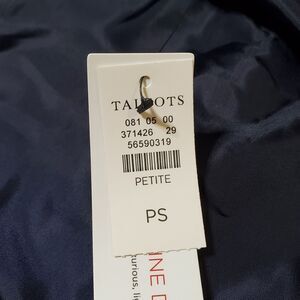 TALBOTS
081 05 00
371426 29
56590319
PETITE
PS